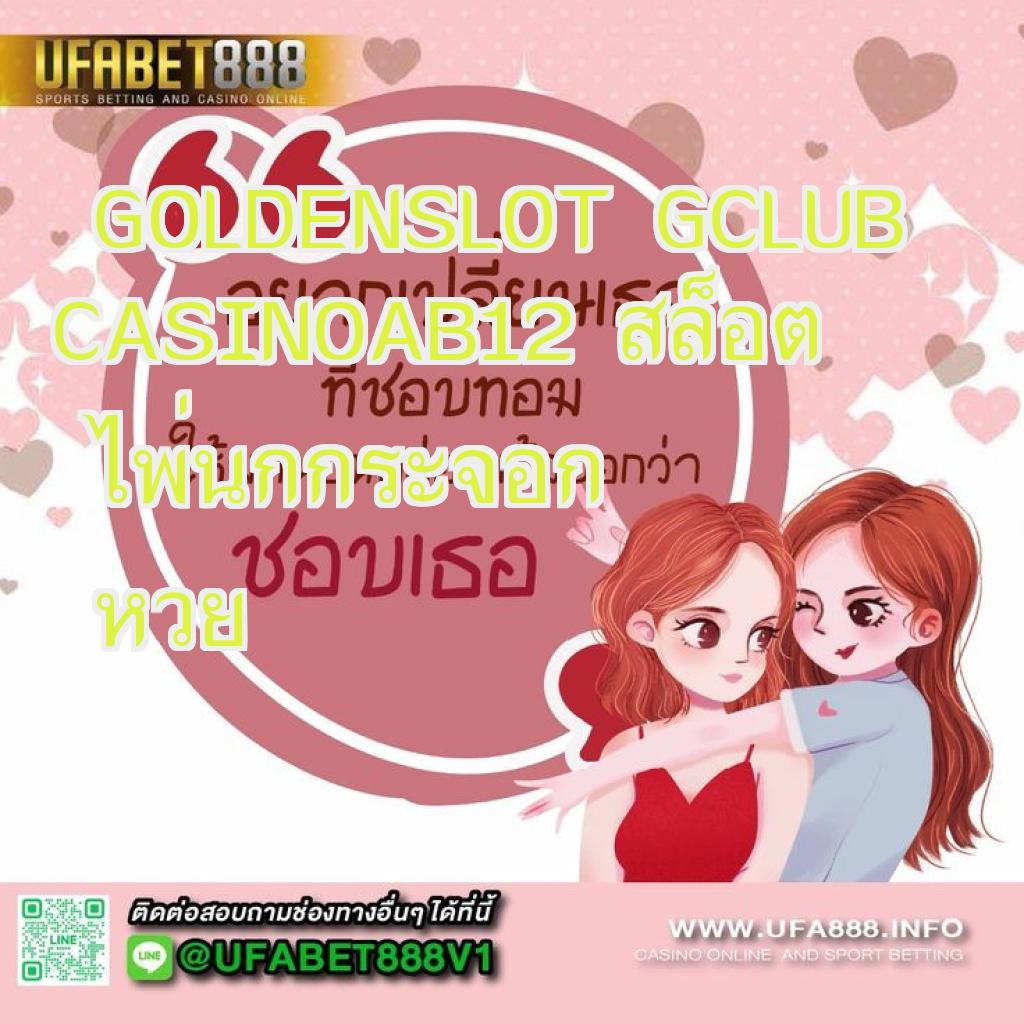 UFABET888
SPORTS BETTING AND CASINO ONLINE
GOLDENSLOT GCLUB
CASINOAB12 สล็อต
ที่ชอบทอม
ไพ่นกกระจอก
ชอบเธอ
หวย
ติดต่อสอบถามช่องทางอื่นๆ ได้ที่นี่
LINE
LINE @UFABET888V1
WWW.UFA888.INFO
CASINO ONLINE AND SPORT BETTING